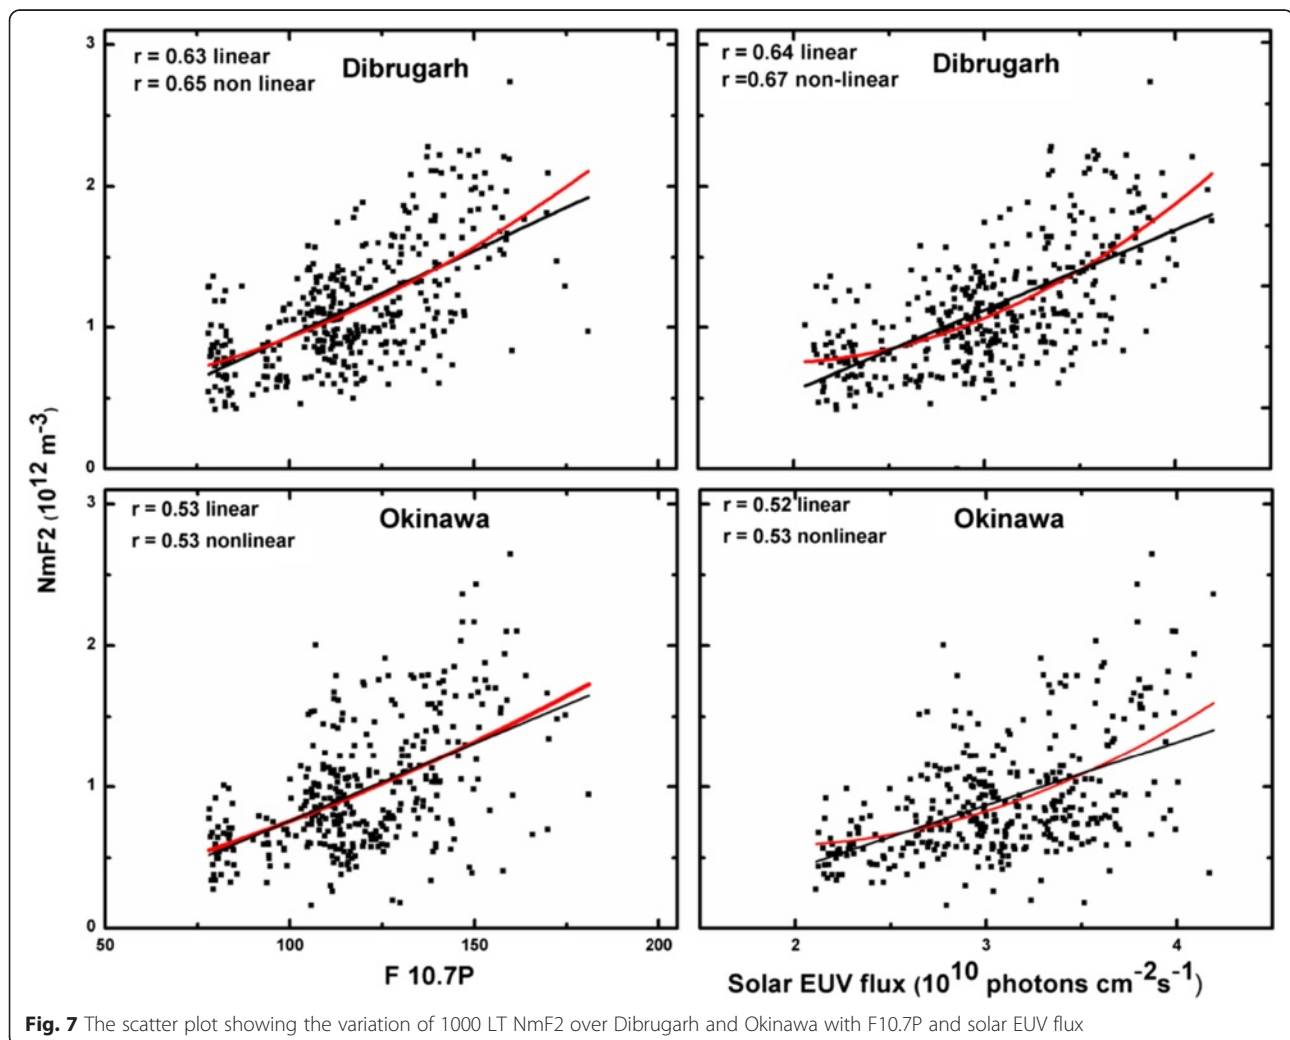 r = 0.63 linear
r = 0.65 non linear
Dibrugarh
r = 0.64 linear
r =0.67 non-linear
Dibrugarh
3
2
1
0
NmF2 (10^12 m^-3)
r = 0.53 linear
r = 0.53 nonlinear
Okinawa
r = 0.52 linear
r = 0.53 nonlinear
Okinawa
3
2
1
0
50 100 150 200
2 3 4
F 10.7P
Solar EUV flux (10^10 photons cm^-2 s^-1)
Fig. 7 The scatter plot showing the variation of 1000 LT NmF2 over Dibrugarh and Okinawa with F10.7P and solar EUV flux